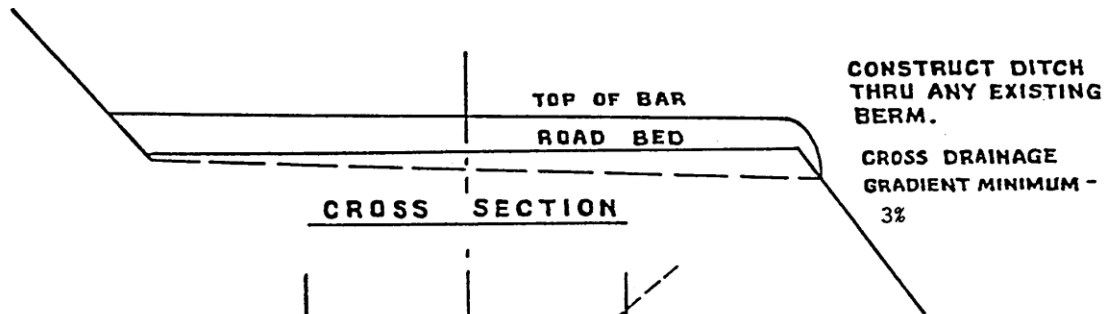 TOP OF BAR
ROAD BED
CROSS SECTION
CONSTRUCT DITCH
THRU ANY EXISTING
BERM.
CROSS DRAINAGE
GRADIENT MINIMUM -
3%